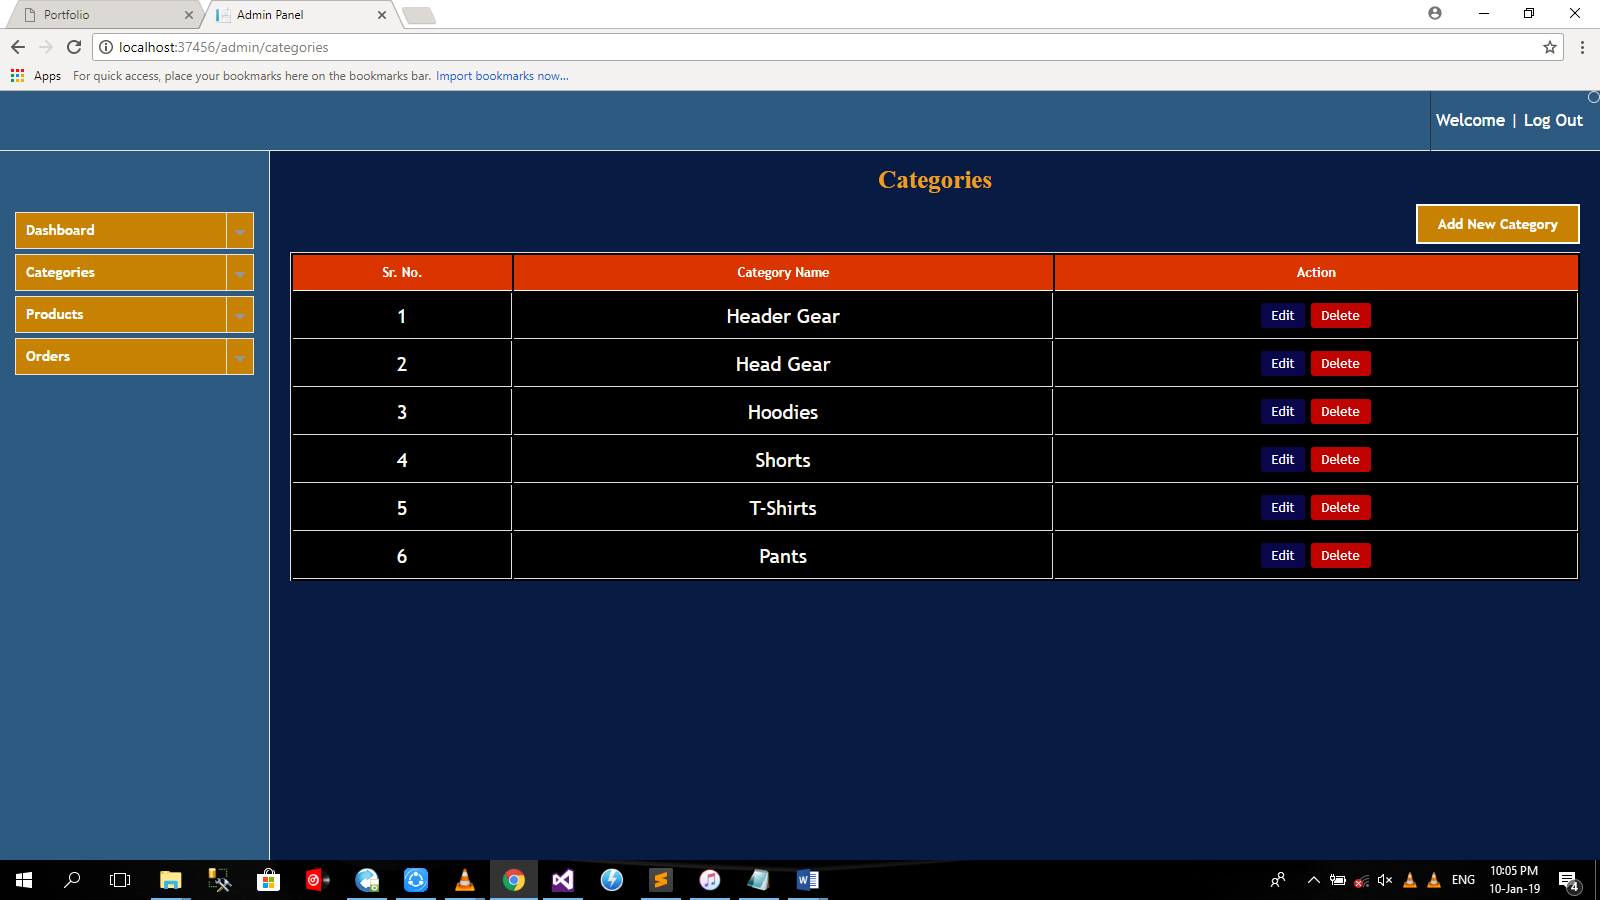 Portfolio
Admin Panel
localhost:37456/admin/categories
Apps For quick access, place your bookmarks here on the bookmarks bar. Import bookmarks now...
Welcome | Log Out
Categories
Dashboard
Categories
Products
Orders
Add New Category
Sr. No. Category Name Action
1 Header Gear Edit Delete
2 Head Gear Edit Delete
3 Hoodies Edit Delete
4 Shorts Edit Delete
5 T-Shirts Edit Delete
6 Pants Edit Delete
ENG
10:05 PM
10-Jan-19
4